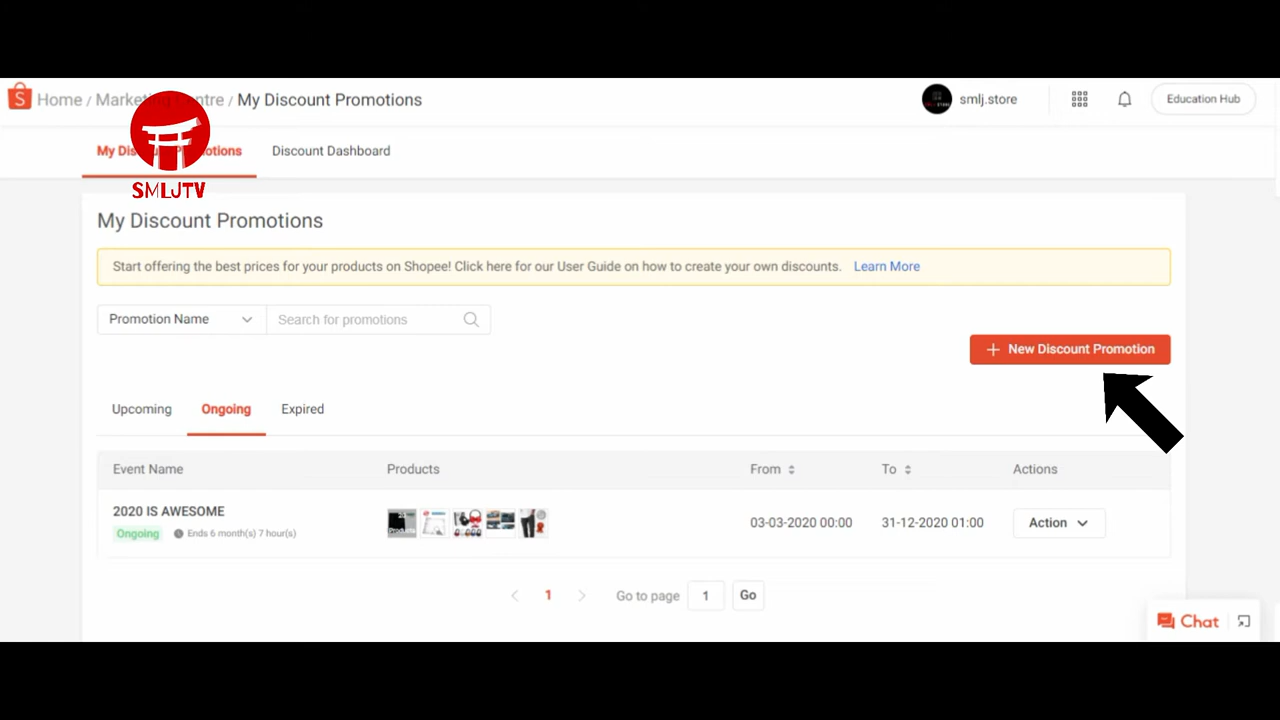 Home / Marketing Centre / My Discount Promotions
smlj.store
Education Hub
My Discount Promotions
Discount Dashboard
SMLJTV
My Discount Promotions
Start offering the best prices for your products on Shopee! Click here for our User Guide on how to create your own discounts. Learn More
Promotion Name
Search for promotions
+ New Discount Promotion
Upcoming
Ongoing
Expired
Event Name
Products
From
To
Actions
2020 IS AWESOME
Ongoing
Ends 6 month(s) 7 hour(s)
03-03-2020 00:00
31-12-2020 01:00
Action
< 1 >
Go to page
1
Go
Chat